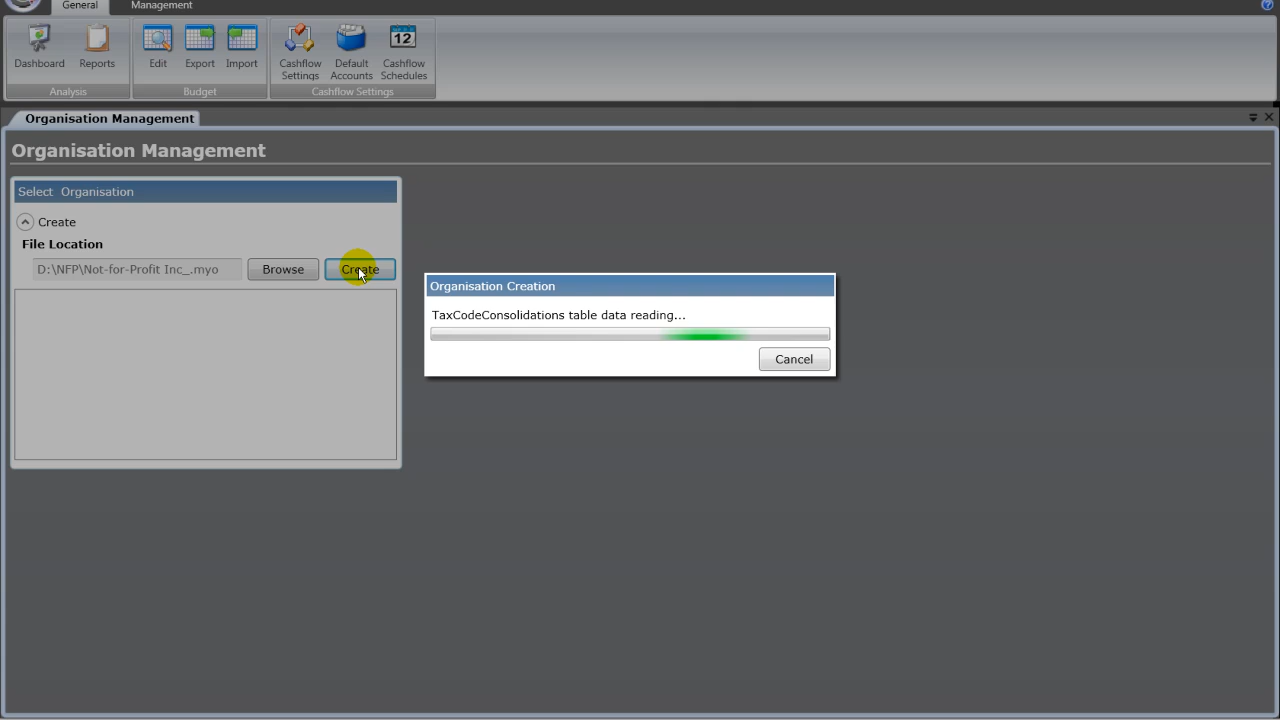 General
Management
Dashboard
Reports
Edit
Export
Import
Cashflow
Settings
Default
Accounts
12
Cashflow
Schedules
Analysis
Budget
Cashflow Settings
Organisation Management
Organisation Management
Select Organisation
Create
File Location
D:\NFP\Not-for-Profit Inc_.myo
Browse
Create
Organisation Creation
TaxCodeConsolidations table data reading...
Cancel